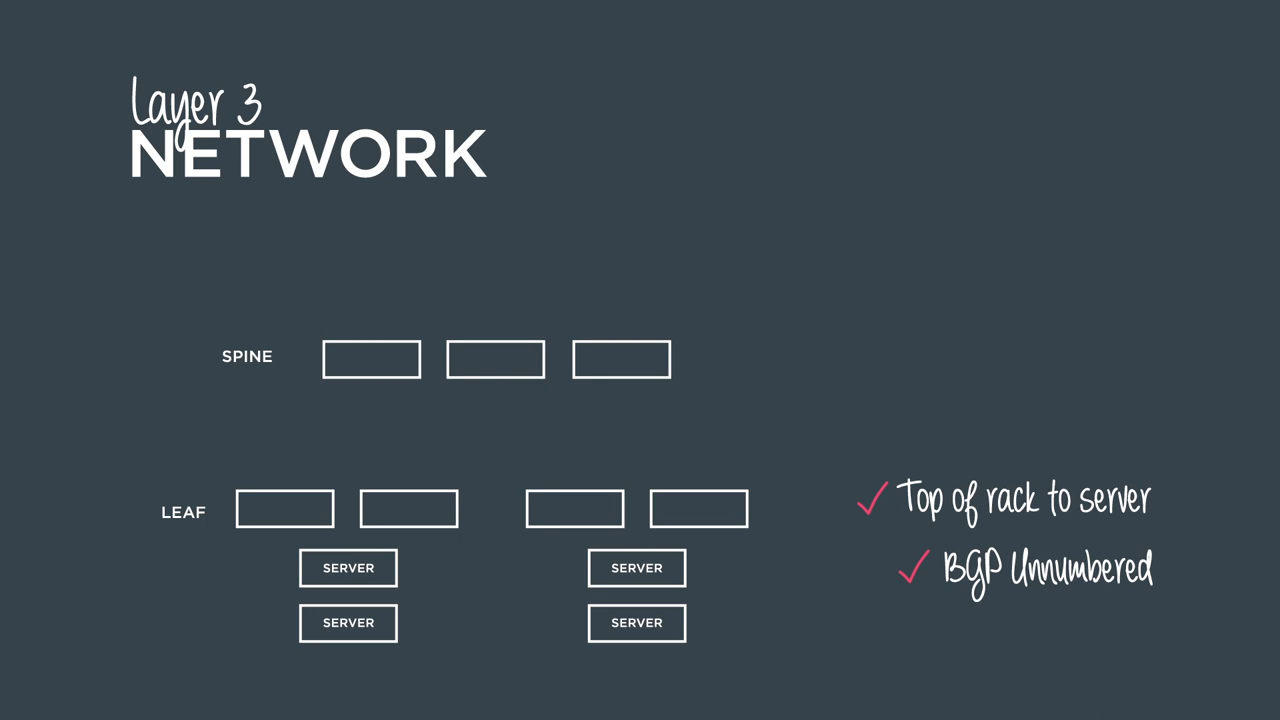 Layer 3
NETWORK
SPINE
LEAF
SERVER
SERVER
SERVER
SERVER
Top of rack to server
BGP Unnumbered